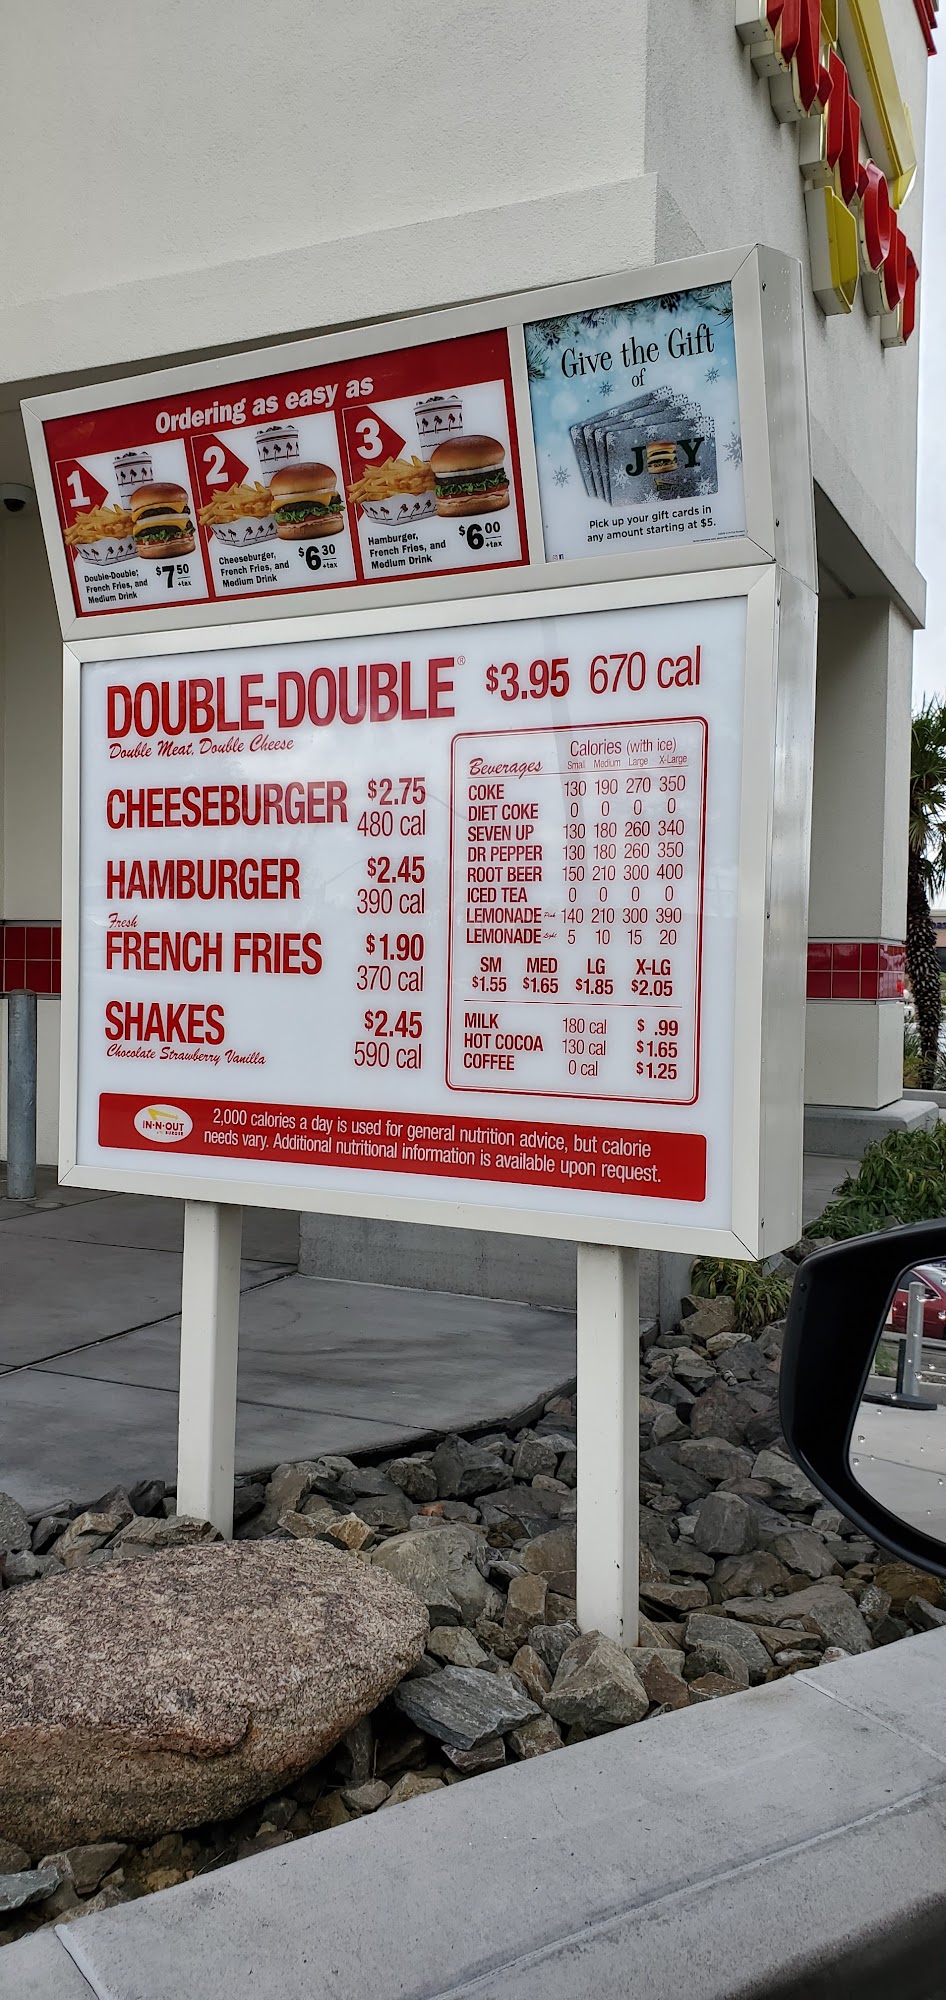 Ordering as easy as
1
Double-Double,
French Fries, and
Medium Drink
$7 50
+tax
2
Cheeseburger,
French Fries, and
Medium Drink
$6 30
+tax
3
Hamburger,
French Fries, and
Medium Drink
$6 00
+tax
Give the Gift
of
JOY
Pick up your gift cards in
any amount starting at $5.
DOUBLE-DOUBLE® $3.95 670 cal
Double Meat, Double Cheese
CHEESEBURGER $2.75
480 cal
HAMBURGER $2.45
390 cal
Fresh
FRENCH FRIES $1.90
370 cal
SHAKES $2.45
Chocolate Strawberry Vanilla 590 cal
Calories (with ice)
Beverages Small Medium Large X-Large
COKE 130 190 270 350
DIET COKE 0 0 0 0
SEVEN UP 130 180 260 340
DR PEPPER 130 180 260 350
ROOT BEER 150 210 300 400
ICED TEA 0 0 0 0
LEMONADE Pink 140 210 300 390
LEMONADE Light 5 10 15 20
SM MED LG X-LG
$1.55 $1.65 $1.85 $2.05
MILK 180 cal $ .99
HOT COCOA 130 cal $1.65
COFFEE 0 cal $1.25
IN-N-OUT
BURGER
2,000 calories a day is used for general nutrition advice, but calorie
needs vary. Additional nutritional information is available upon request.